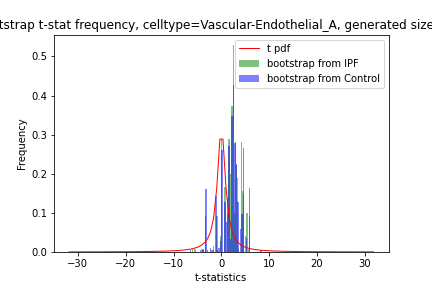 tstrap t-stat frequency, celltype=Vascular-Endothelial_A, generated size
t pdf
bootstrap from IPF
bootstrap from Control
Frequency
0.5
0.4
0.3
0.2
0.1
0.0
−30 −20 −10 0 10 20 30
t-statistics